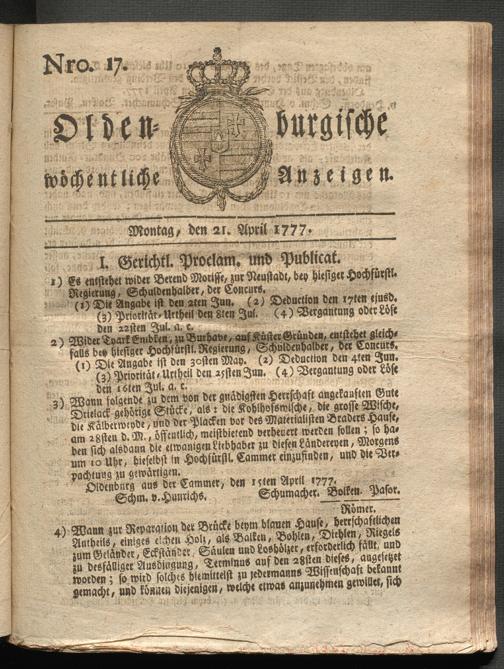 Nro. 17.
Olden- burgische
wöchentliche Anzeigen.
Montag, den 21. April 1777.
I. Gerichtl. Proclam. und Publicat.
1) Es entstehet wider Berend Morisse, zur Neustadt, bey hiesiger Hochfürstl.
Regierung, Schuldenhalber, der Concurs.
(1) Die Angabe ist den 2ten Jun. (2) Deduction den 17ten ejusd.
(3) Prioritäts-Urtheil den 8ten Jul. (4) Vergantung oder Löse
den 22sten Jul. a. c.
2) Wider Tyark Embken, zu Burhave, auf Küster Gründen, entstehet gleich-
falls bey hiesiger Hochfürstl. Regierung, Schuldenhalber, der Concurs.
(1) Die Angabe ist den 30sten May. (2) Deduction den 4ten Jun.
(3) Prioritäts-Urtheil den 25sten Jun. (4) Vergantung oder Löse
den 16ten Jul. a. c.
3) Wann folgende zu dem von der gnädigsten Herrschaft angekauften Gute
Drielack gehörige Stücke, als: die Kohlhofswische, die grosse Wische,
die Kälberweyde, und der Placken vor des Materialisten Braders Hause,
am 28sten d. M., öffentlich, meistbietend verheuert werden sollen; so ha-
ben sich alsdann die etwanigen Liebhaber zu diesen Ländereyen, Morgens
um 10 Uhr, hieselbst in Hochfürstl. Cammer einzufinden, und die Ver-
pachtung zu gewärtigen.
Oldenburg aus der Cammer, den 15ten April 1777.
Schm. v. Hunrichs. Schumacher. Bolken. Pasor.
Römer.
4) Wann zur Reparation der Brücke beym blauen Hause, herrschaftlichen
Antheils, einiges eichen Holz, als Balken, Bohlen, Diehlen, Riegels
zum Geländer, Eckständer, Säulen und Loshölzer, erforderlich fällt, und
zu desfälliger Ausdingung, Terminus auf den 28sten dieses, angesetzet
worden; so wird solches hiemittelst zu jedermanns Wissenschaft bekannt
gemacht, und können diejenigen, welche etwas anzunehmen gewillet, sich